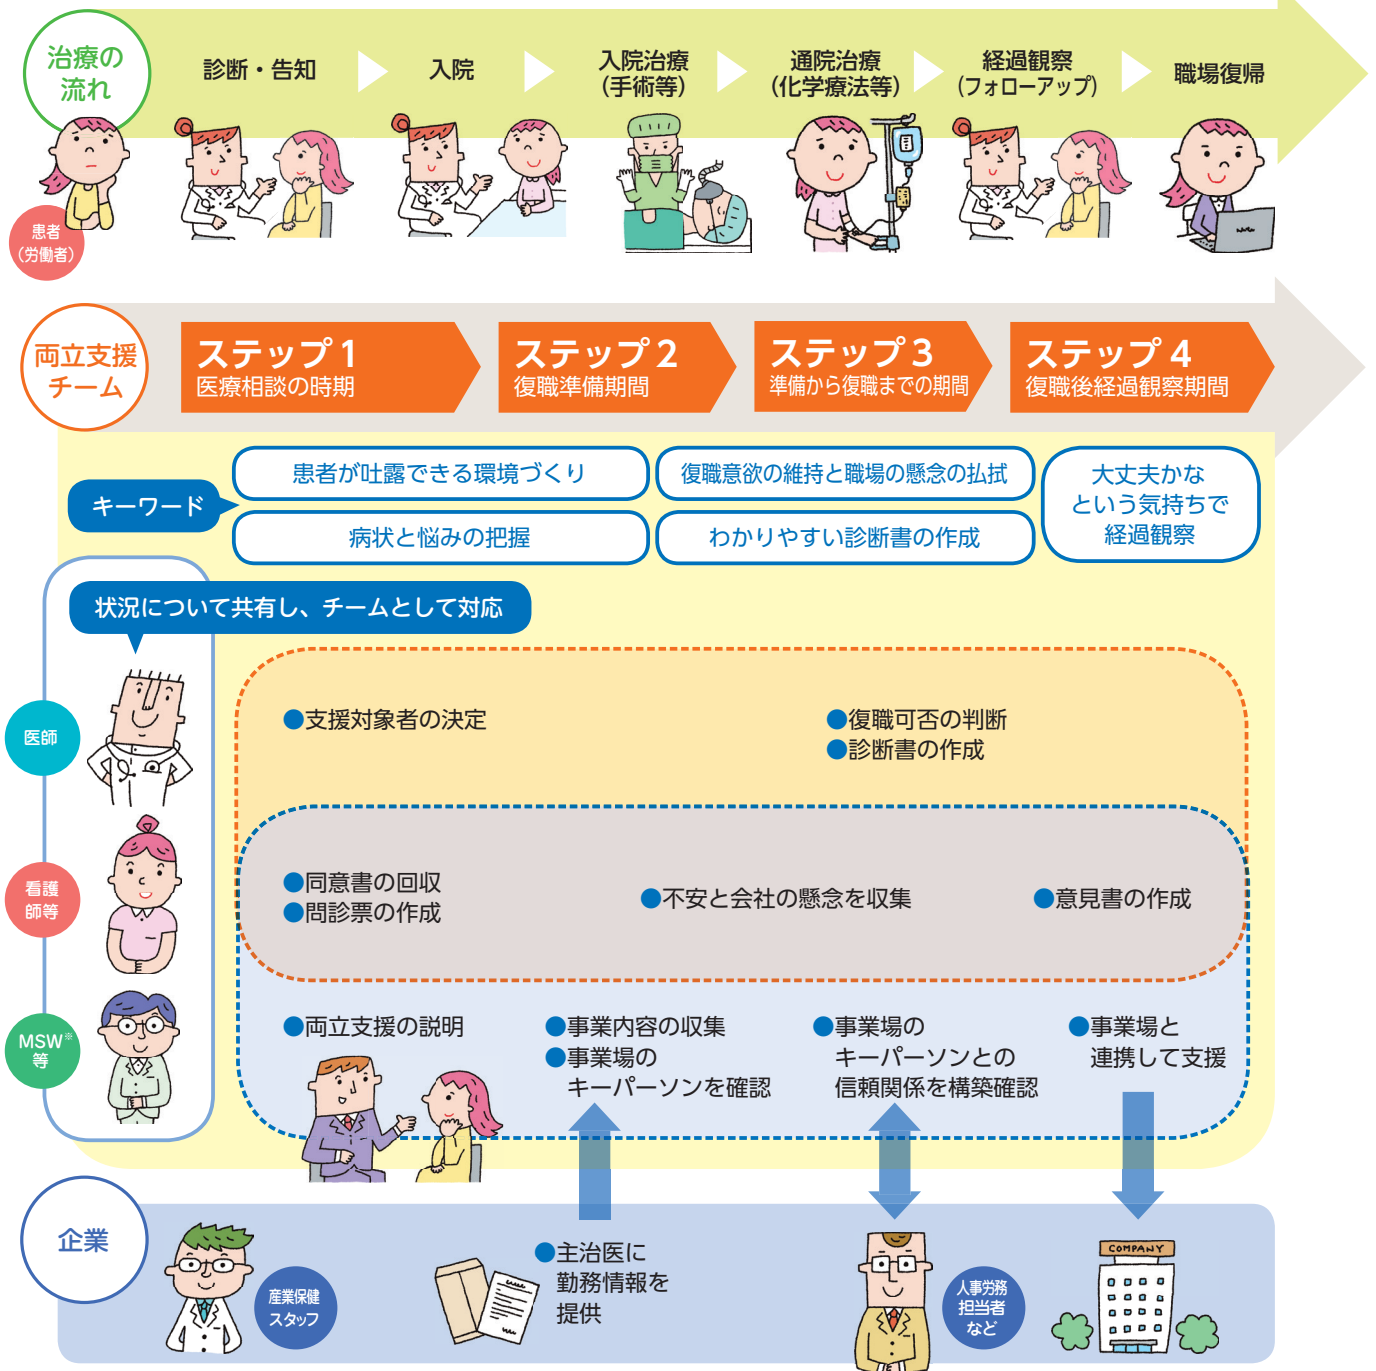 治療の
流れ
診断・告知
入院
入院治療
(手術等)
通院治療
(化学療法等)
経過観察
(フォローアップ)
職場復帰
患者
(労働者)
両立支援
チーム
ステップ1
医療相談の時期
ステップ2
復職準備期間
ステップ3
準備から復職までの期間
ステップ4
復職後経過観察期間
キーワード
患者が吐露できる環境づくり
病状と悩みの把握
復職意欲の維持と職場の懸念の払拭
わかりやすい診断書の作成
大丈夫かな
という気持ちで
経過観察
状況について共有し、チームとして対応
医師
●支援対象者の決定
●復職可否の判断
●診断書の作成
看護
師等
●同意書の回収
●問診票の作成
●不安と会社の懸念を収集
●意見書の作成
MSW※
等
●両立支援の説明
●事業内容の収集
●事業場の
キーパーソンを確認
●事業場の
キーパーソンとの
信頼関係を構築確認
●事業場と
連携して支援
企業
産業保健
スタッフ
●主治医に
勤務情報を
提供
人事労務
担当者
など
COMPANY